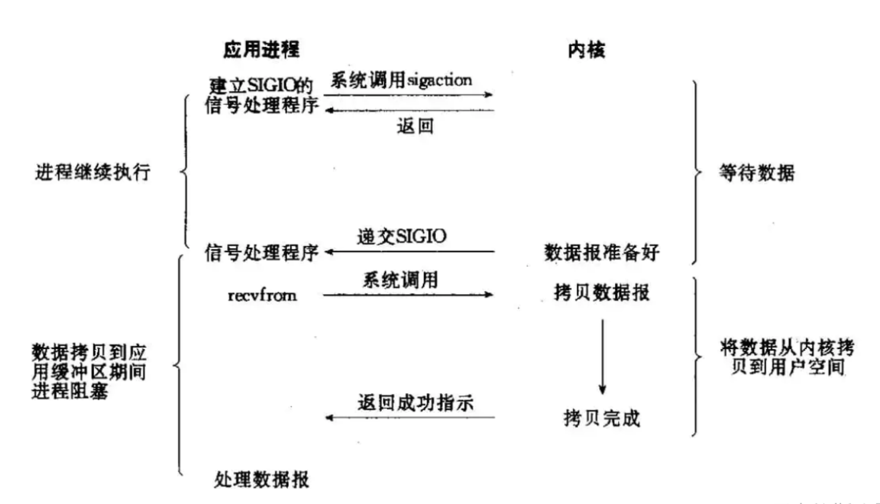 应用进程
内核
建立SIGIO的
信号处理程序
系统调用sigaction
返回
进程继续执行
等待数据
递交SIGIO
信号处理程序
数据报准备好
系统调用
recvfrom
拷贝数据报
数据拷贝到应
用缓冲区期间
进程阻塞
将数据从内核拷
贝到用户空间
返回成功指示
拷贝完成
处理数据报